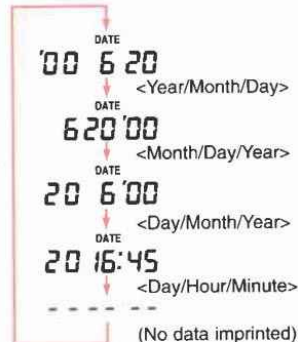 DATE
'00 6 20
<Year/Month/Day>
DATE
6 20 '00
<Month/Day/Year>
DATE
20 6 '00
<Day/Month/Year>
DATE
20 16:45
<Day/Hour/Minute>
-- -- --
(No data imprinted)